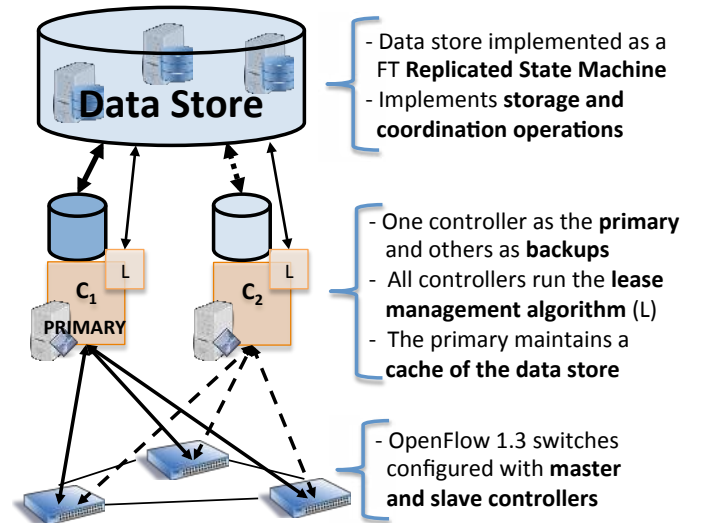 Data Store
- Data store implemented as a
FT Replicated State Machine
- Implements storage and
coordination operations
L
C1
PRIMARY
L
C2
- One controller as the primary
and others as backups
- All controllers run the lease
management algorithm (L)
- The primary maintains a
cache of the data store
- OpenFlow 1.3 switches
configured with master
and slave controllers